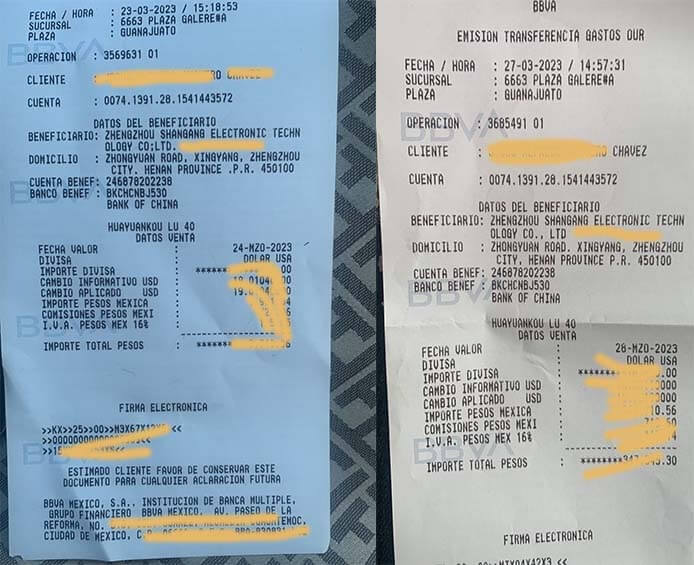 FECHA / HORA : 23-03-2023 / 15:18:53
SUCURSAL : 6663 PLAZA GALERE#A
PLAZA : GUANAJUATO
BBVA
OPERACION : 3569631 01
CLIENTE : CHAVEZ
CUENTA : 0074.1391.28.1541443572
DATOS DEL BENEFICIARIO
BENEFICIARIO: ZHENGZHOU SHANGANG ELECTRONIC TECHN
OLOGY CO;LTD.
DOMICILIO : ZHONGYUAN ROAD, XINGYANG, ZHENGZHOU
CITY. HENAN PROVINCE .P.R. 450100
CUENTA BENEF: 246878202238
BANCO BENEF : BKCHCNBJ530
BANK OF CHINA
HUAYUANKOU LU 40
DATOS VENTA
FECHA VALOR : 24-MZO-2023
DIVISA : DOLAR USA
IMPORTE DIVISA :
CAMBIO INFORMATIVO USD :
CAMBIO APLICADO USD :
IMPORTE PESOS MEXICA :
COMISIONES PESOS MEXI :
I.V.A. PESOS MEX 16% :
IMPORTE TOTAL PESOS :
FIRMA ELECTRONICA
ESTIMADO CLIENTE FAVOR DE CONSERVAR ESTE
DOCUMENTO PARA CUALQUIER ACLARACION FUTURA
BBVA MEXICO, S.A., INSTITUCION DE BANCA MULTIPLE,
GRUPO FINANCIERO BBVA MEXICO. AV. PASEO DE LA
REFORMA, NO.
CIUDAD DE MEXICO, C.P.
BBVA
EMISION TRANSFERENCIA GASTOS OUR
FECHA / HORA : 27-03-2023 / 14:57:31
SUCURSAL : 6663 PLAZA GALERE#A
PLAZA : GUANAJUATO
BBVA
OPERACION : 3685491 01
CLIENTE : CHAVEZ
CUENTA : 0074.1391.28.1541443572
DATOS DEL BENEFICIARIO
BENEFICIARIO: ZHENGZHOU SHANGANG ELECTRONIC TECHN
OLOGY CO., LTD
DOMICILIO : ZHONGYUAN ROAD. XINGYANG, ZHENGZHOU
CITY, HENAN PROVINCE P.R. 450100
CUENTA BENEF: 246878202238
BANCO BENEF : BKCHCNBJ530
BANK OF CHINA
HUAYUANKOU LU 40
DATOS VENTA
FECHA VALOR : 28-MZO-2023
DIVISA : DOLAR USA
IMPORTE DIVISA :
CAMBIO INFORMATIVO USD :
CAMBIO APLICADO USD :
IMPORTE PESOS MEXICA :
COMISIONES PESOS MEXI :
I.V.A. PESOS MEX 16% :
IMPORTE TOTAL PESOS :
FIRMA ELECTRONICA